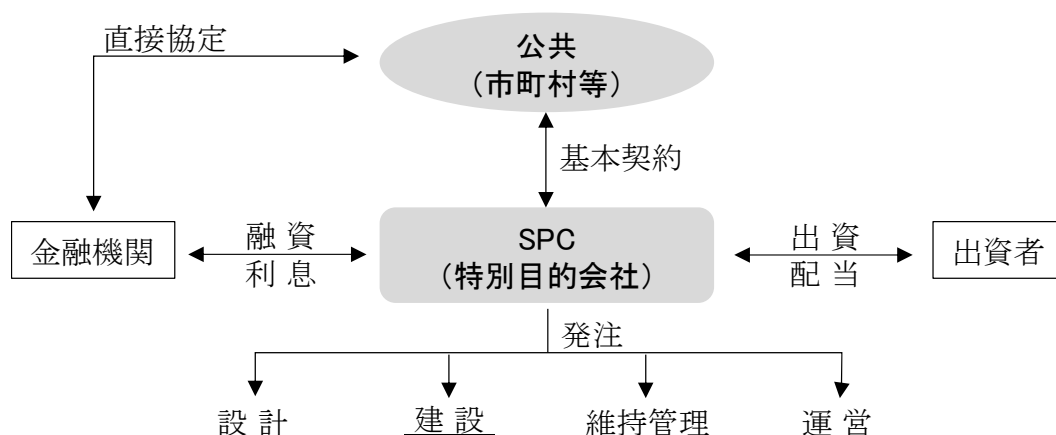 直接協定
公共
（市町村等）
基本契約
金融機関
融 資
利 息
SPC
（特別目的会社）
出 資
配 当
出資者
発注
設 計
建 設
維持管理
運 営